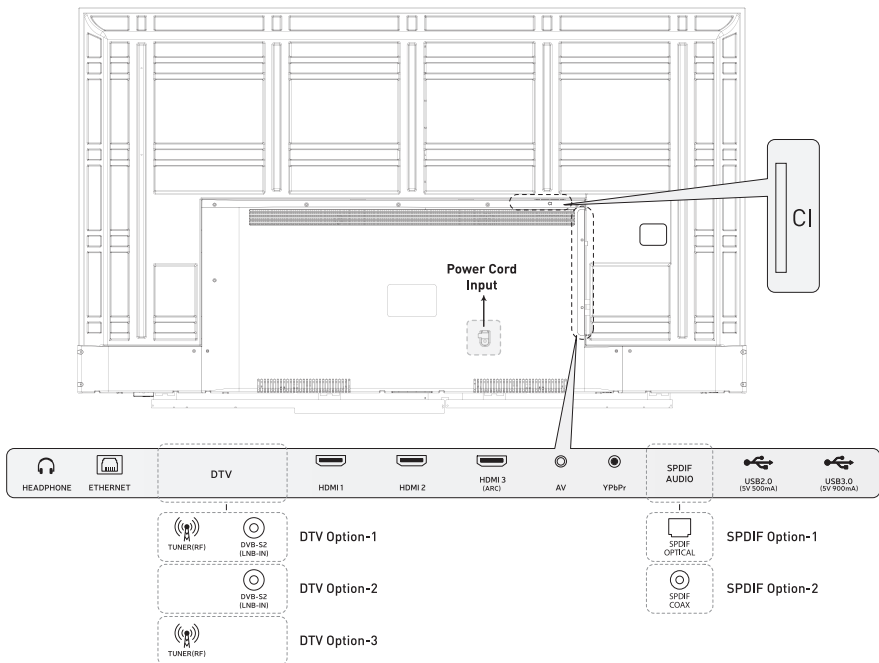 CI
Power Cord
Input
HEADPHONE
ETHERNET
DTV
HDMI 1
HDMI 2
HDMI 3
(ARC)
AV
YPbPr
SPDIF
AUDIO
USB2.0
(5V 500mA)
USB3.0
(5V 900mA)
TUNER(RF)
DVB-S2
(LNB-IN)
DTV Option-1
SPDIF
OPTICAL
SPDIF Option-1
DVB-S2
(LNB-IN)
DTV Option-2
SPDIF
COAX
SPDIF Option-2
TUNER(RF)
DTV Option-3